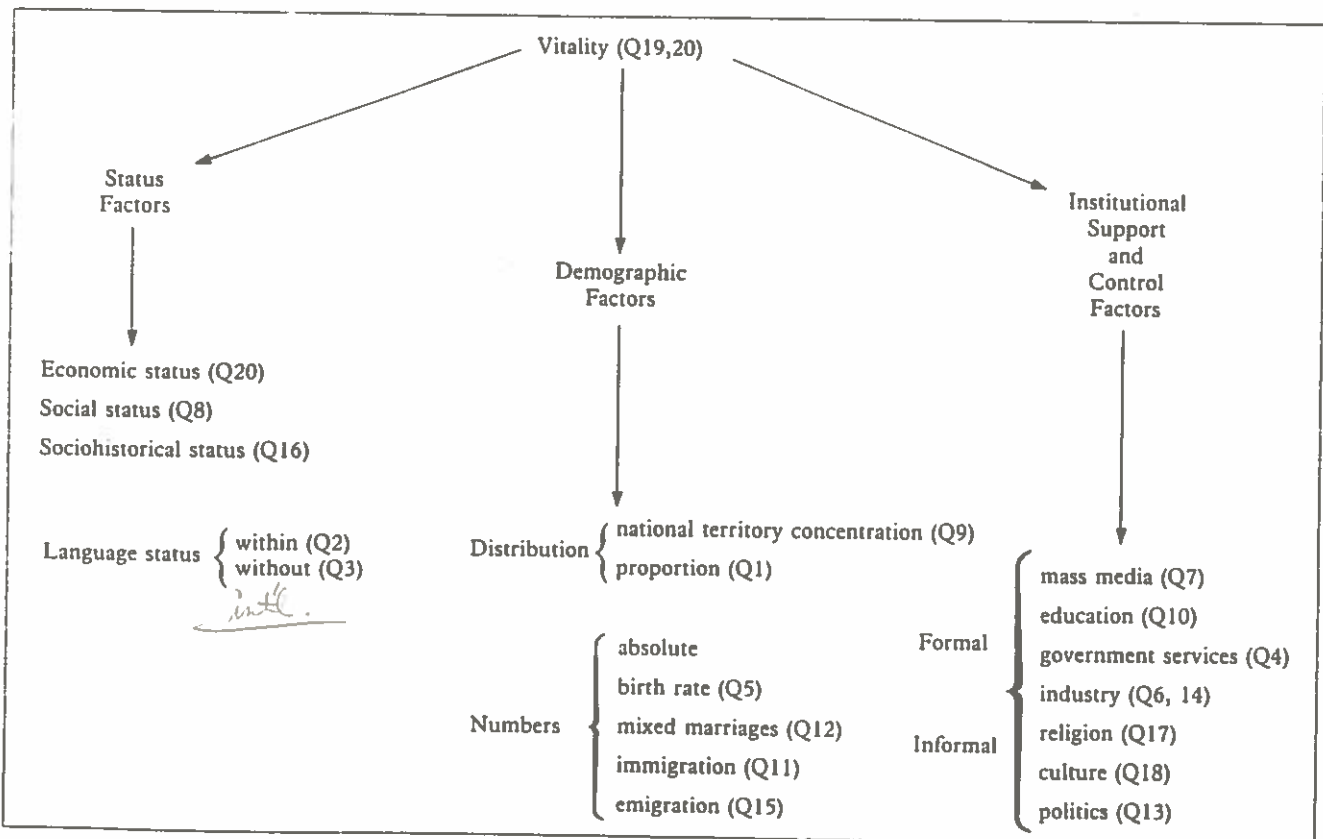 Vitality (Q19,20)
Status
Factors
Economic status (Q20)
Social status (Q8)
Sociohistorical status (Q16)
Language status
within (Q2)
without (Q3)
int'l.
Demographic
Factors
Distribution
national territory concentration (Q9)
proportion (Q1)
Numbers
absolute
birth rate (Q5)
mixed marriages (Q12)
immigration (Q11)
emigration (Q15)
Institutional
Support
and
Control
Factors
Formal
Informal
mass media (Q7)
education (Q10)
government services (Q4)
industry (Q6, 14)
religion (Q17)
culture (Q18)
politics (Q13)